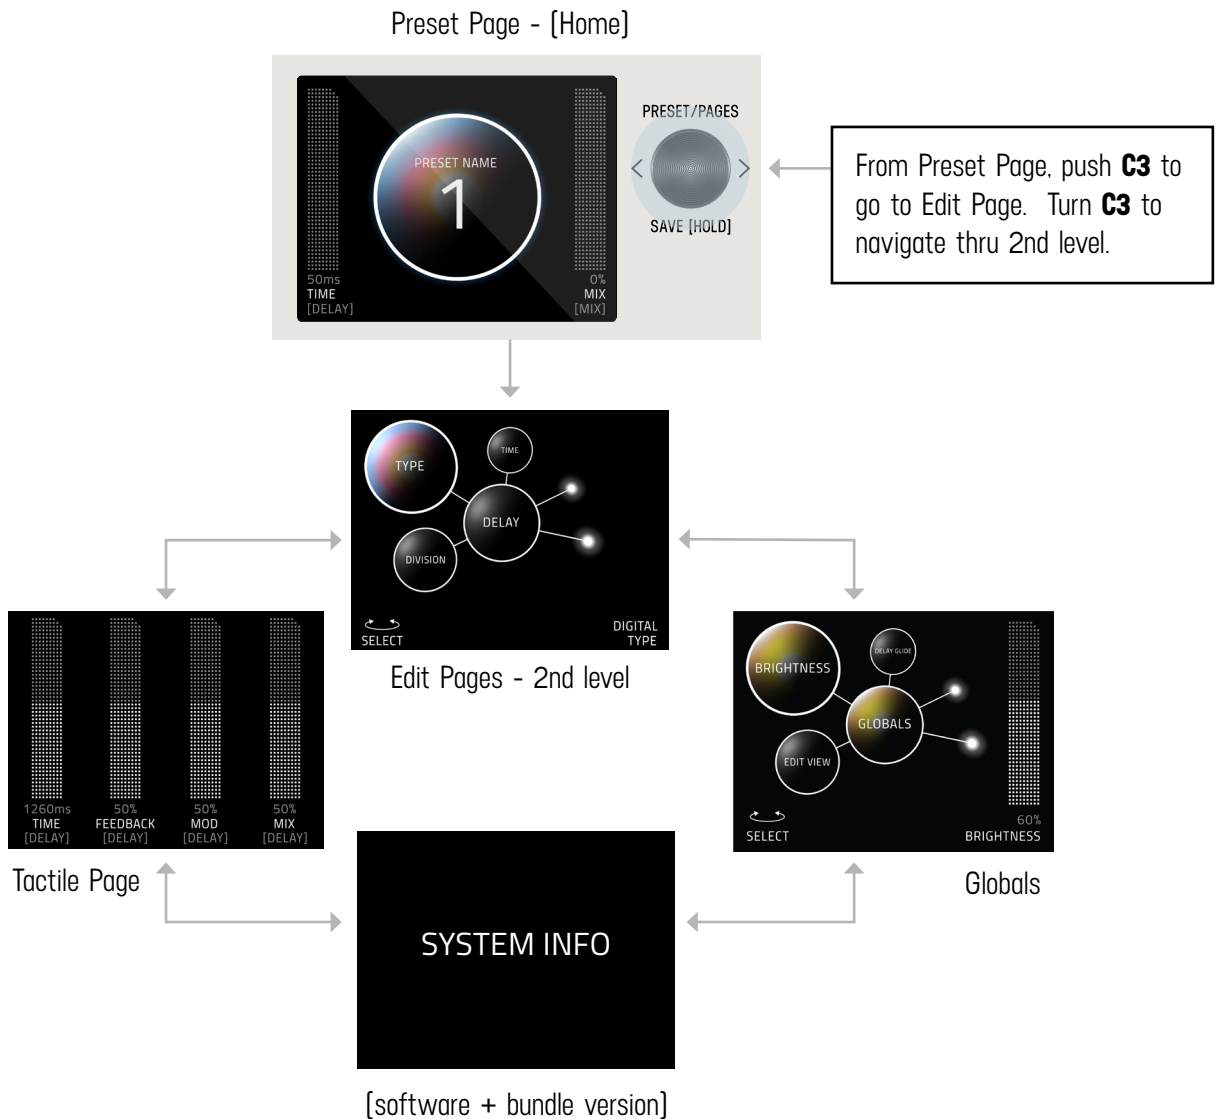 Preset Page - [Home]
PRESET NAME
1
50ms
TIME
[DELAY]
0%
MIX
[MIX]
PRESET/PAGES
< >
SAVE [HOLD]
From Preset Page, push C3 to
go to Edit Page. Turn C3 to
navigate thru 2nd level.
TYPE
TIME
DELAY
DIVISION
SELECT
DIGITAL
TYPE
Edit Pages - 2nd level
1260ms
TIME
[DELAY]
50%
FEEDBACK
[DELAY]
50%
MOD
[DELAY]
50%
MIX
[DELAY]
Tactile Page
BRIGHTNESS
DELAY GLIDE
GLOBALS
EDIT VIEW
SELECT
60%
BRIGHTNESS
Globals
SYSTEM INFO
[software + bundle version]